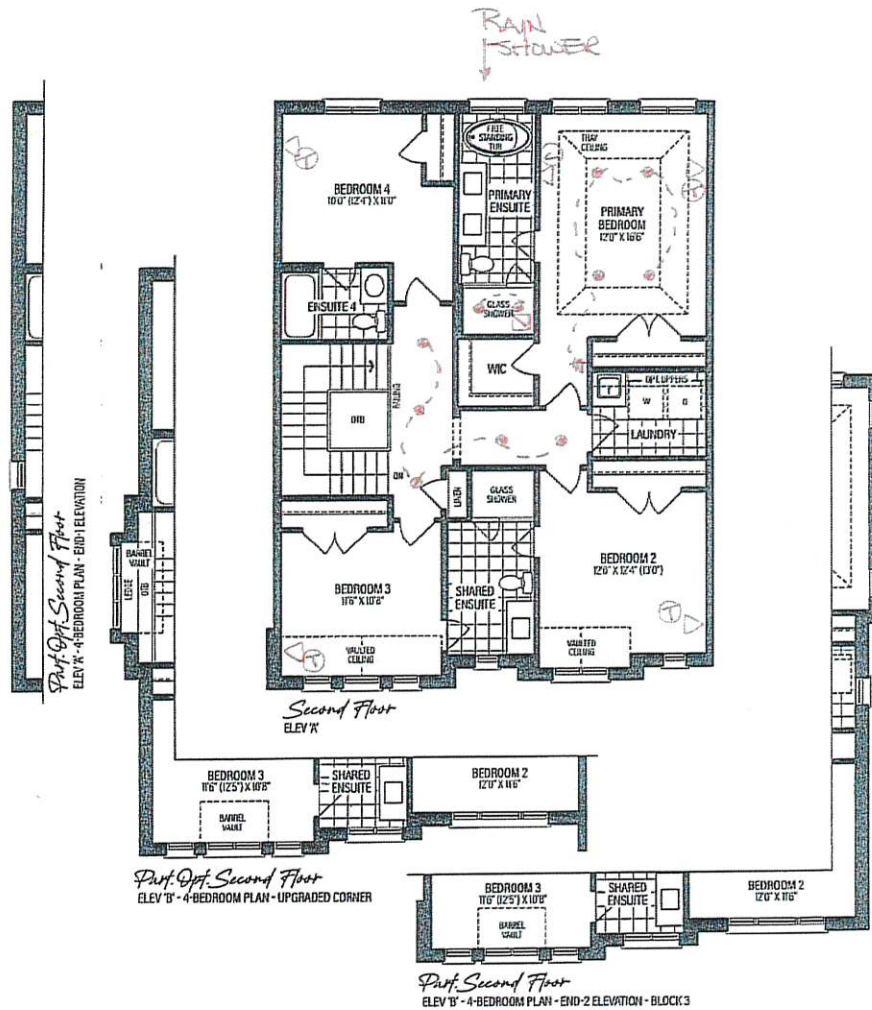 RAIN
SHOWER
FREE
STANDING
TUB
TRAY
CEILING
BEDROOM 4
10'0" (12'4") X 11'0"
PRIMARY
ENSUITE
PRIMARY
BEDROOM
12'0" X 16'6"
T
T
ENSUITE 4
GLASS
SHOWER
WIC
OPT. UPPERS
W
D
LAUNDRY
RAILING
OTB
DN
LINEN
GLASS
SHOWER
BEDROOM 2
12'0" X 12'4" (13'0")
BEDROOM 3
11'6" X 10'8"
SHARED
ENSUITE
T
VAULTED
CEILING
T
VAULTED
CEILING
Second Floor
ELEV 'A'
Part. Opt. Second Floor
ELEV 'A' - 4-BEDROOM PLAN - END-1 ELEVATION
BARREL
VAULT
LEDGE
OTB
BEDROOM 3
11'6" (12'5") X 10'8"
BARREL
VAULT
SHARED
ENSUITE
BEDROOM 2
12'0" X 11'6"
Part. Opt. Second Floor
ELEV 'B' - 4-BEDROOM PLAN - UPGRADED CORNER
BEDROOM 3
11'6" (12'5") X 10'8"
BARREL
VAULT
SHARED
ENSUITE
BEDROOM 2
12'0" X 11'6"
Part. Second Floor
ELEV 'B' - 4-BEDROOM PLAN - END-2 ELEVATION - BLOCK 3